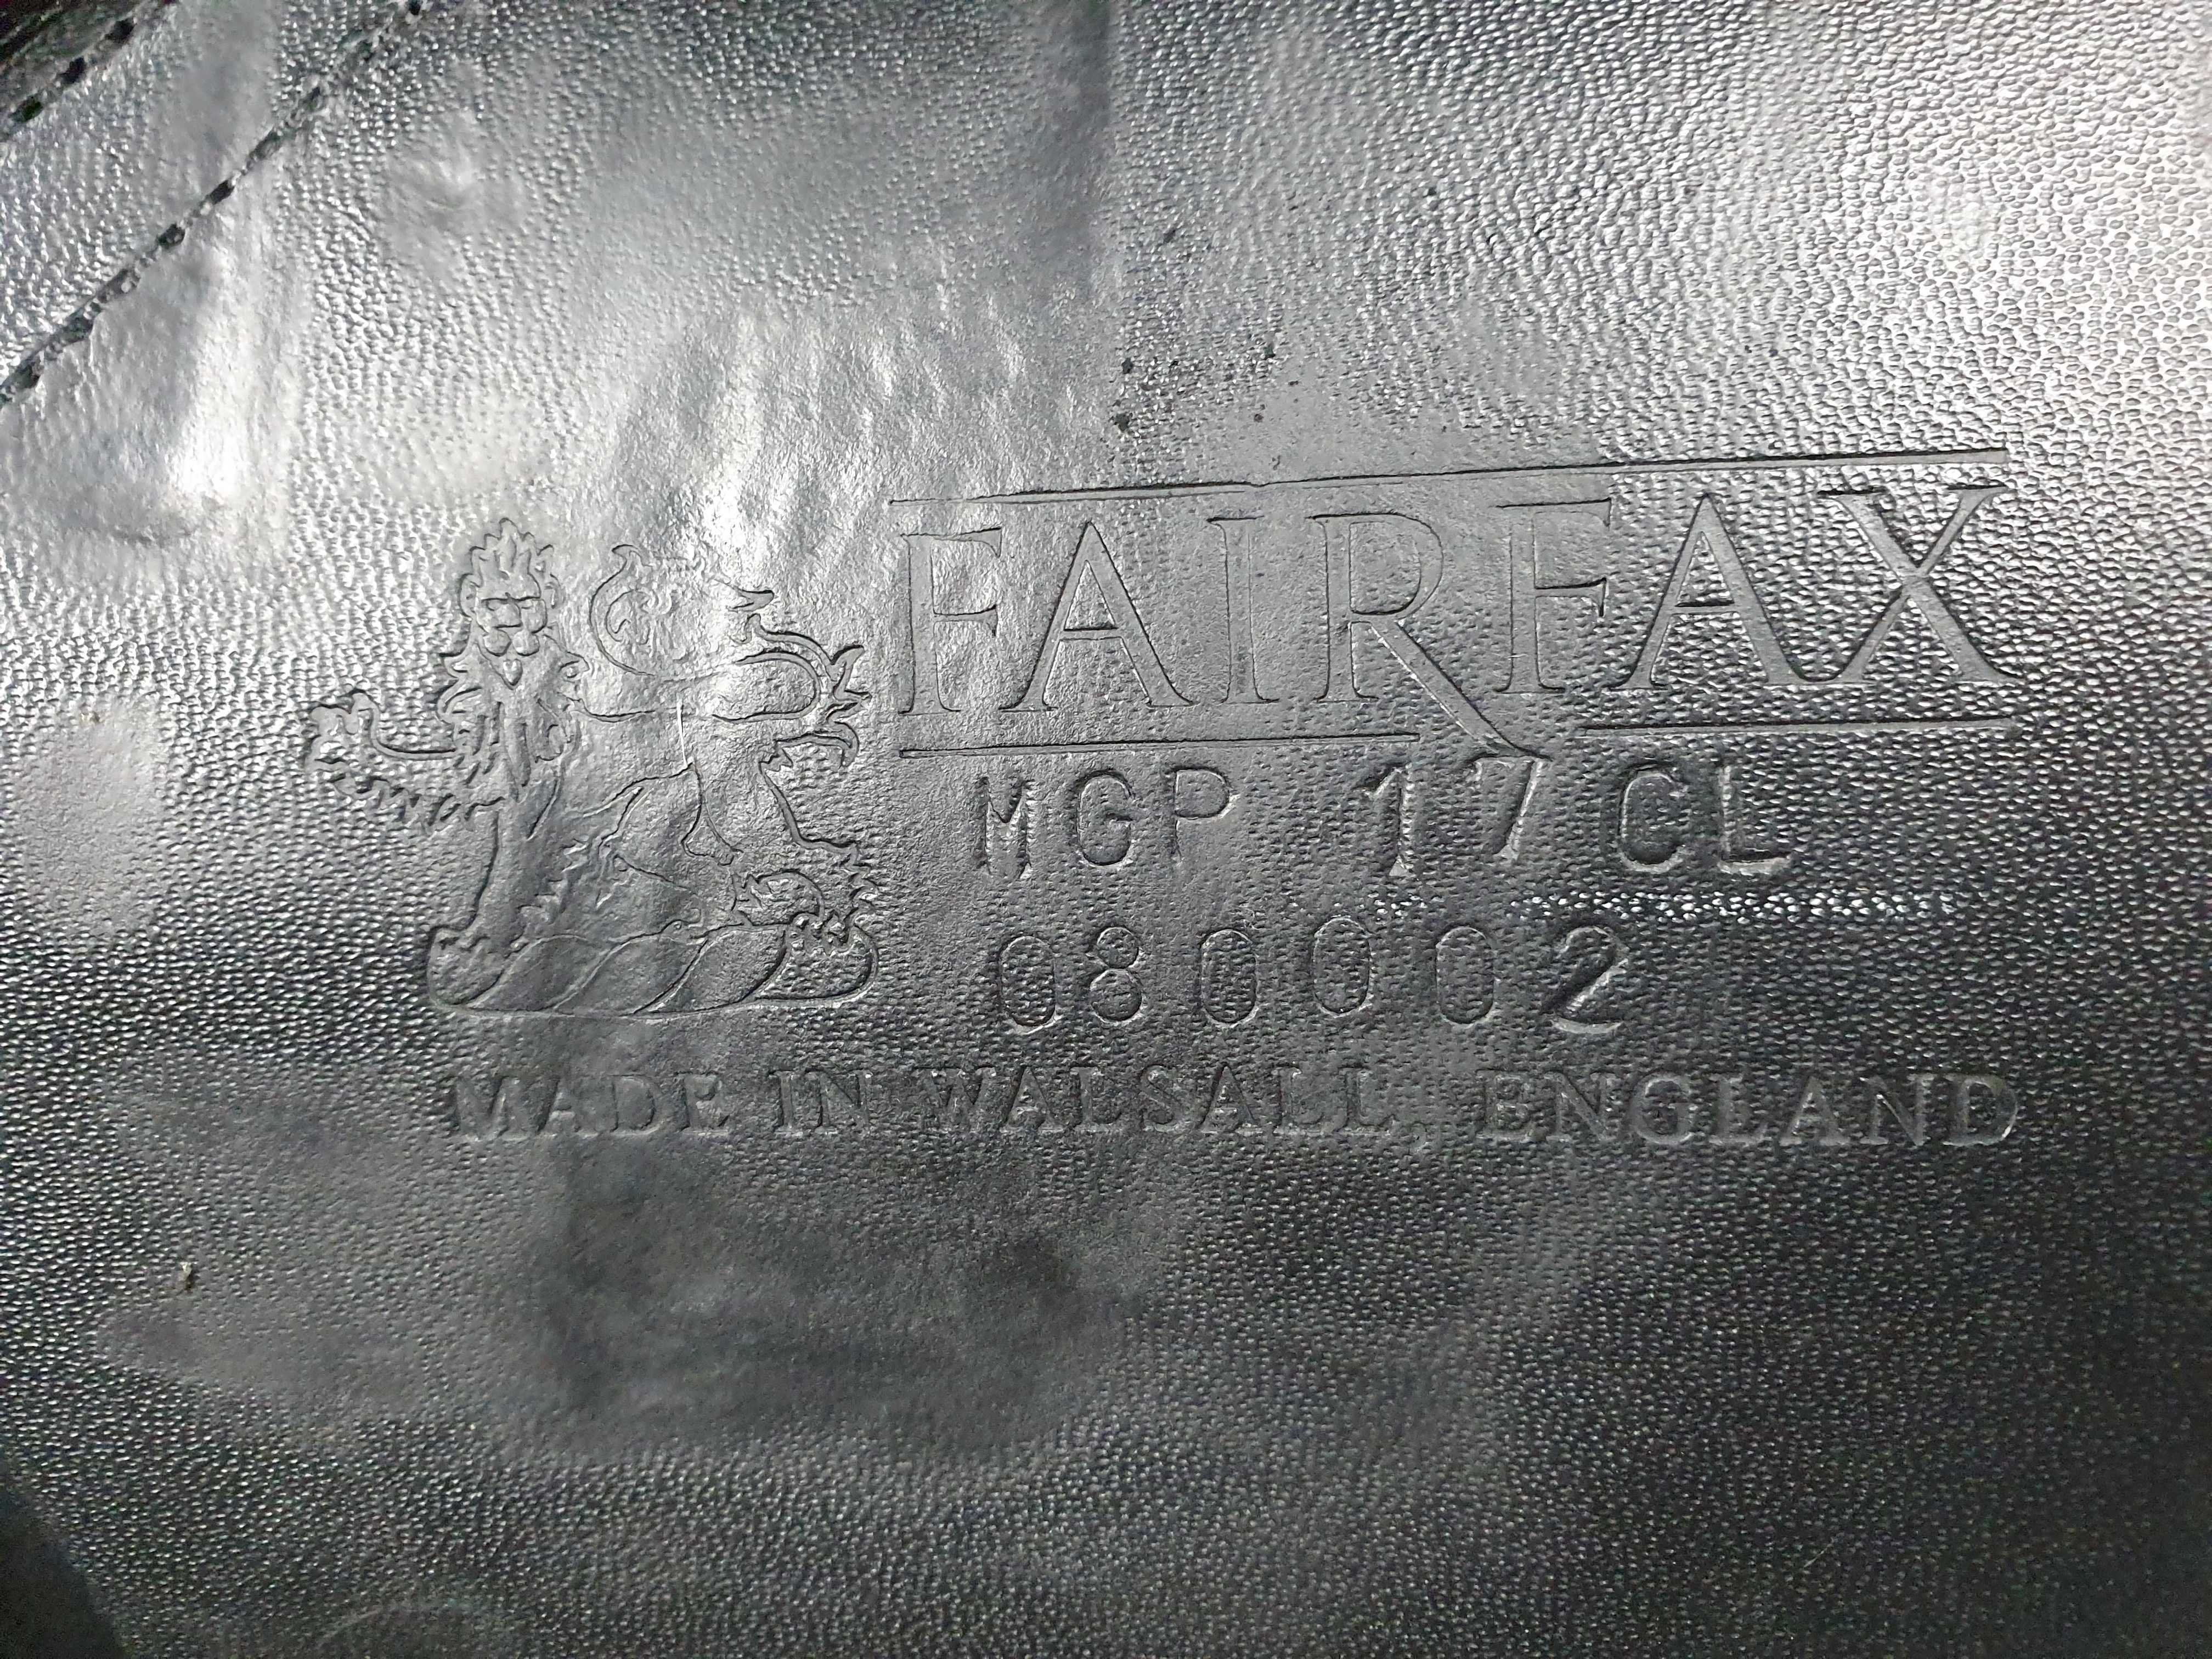 FAIRFAX
MGP 17 CL
080002
MADE IN WALSALL, ENGLAND